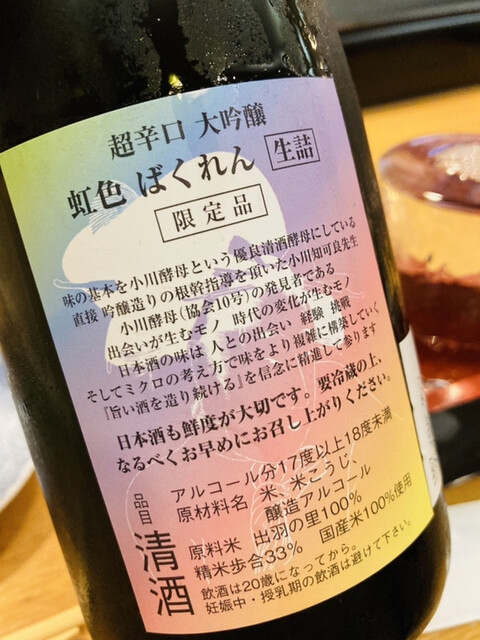 超辛口 大吟醸
虹色 ばくれん 生詰
限定品
味の基本を小川酵母という優良清酒酵母にしている
直接 吟醸造りの根幹指導を頂いた小川知可良先生
小川酵母(協会10号)の発見者である
出会いが生むモノ 時代の変化が生むモノ
日本酒の味は 人との出会い 経験 挑戦
そしてミクロの考え方で味をより複雑に構築していく
『旨い酒を造り続ける』を信念に精進して参ります
日本酒も鮮度が大切です。要冷蔵の上、
なるべくお早めにお召し上がりください。
アルコール分17度以上18度未満
原材料名 米、米こうじ、
醸造アルコール
原料米 出羽の里100%
精米歩合33% 国産米100%使用
品目
清酒
飲酒は20歳になってから。
妊娠中・授乳期の飲酒は避けて下さい。